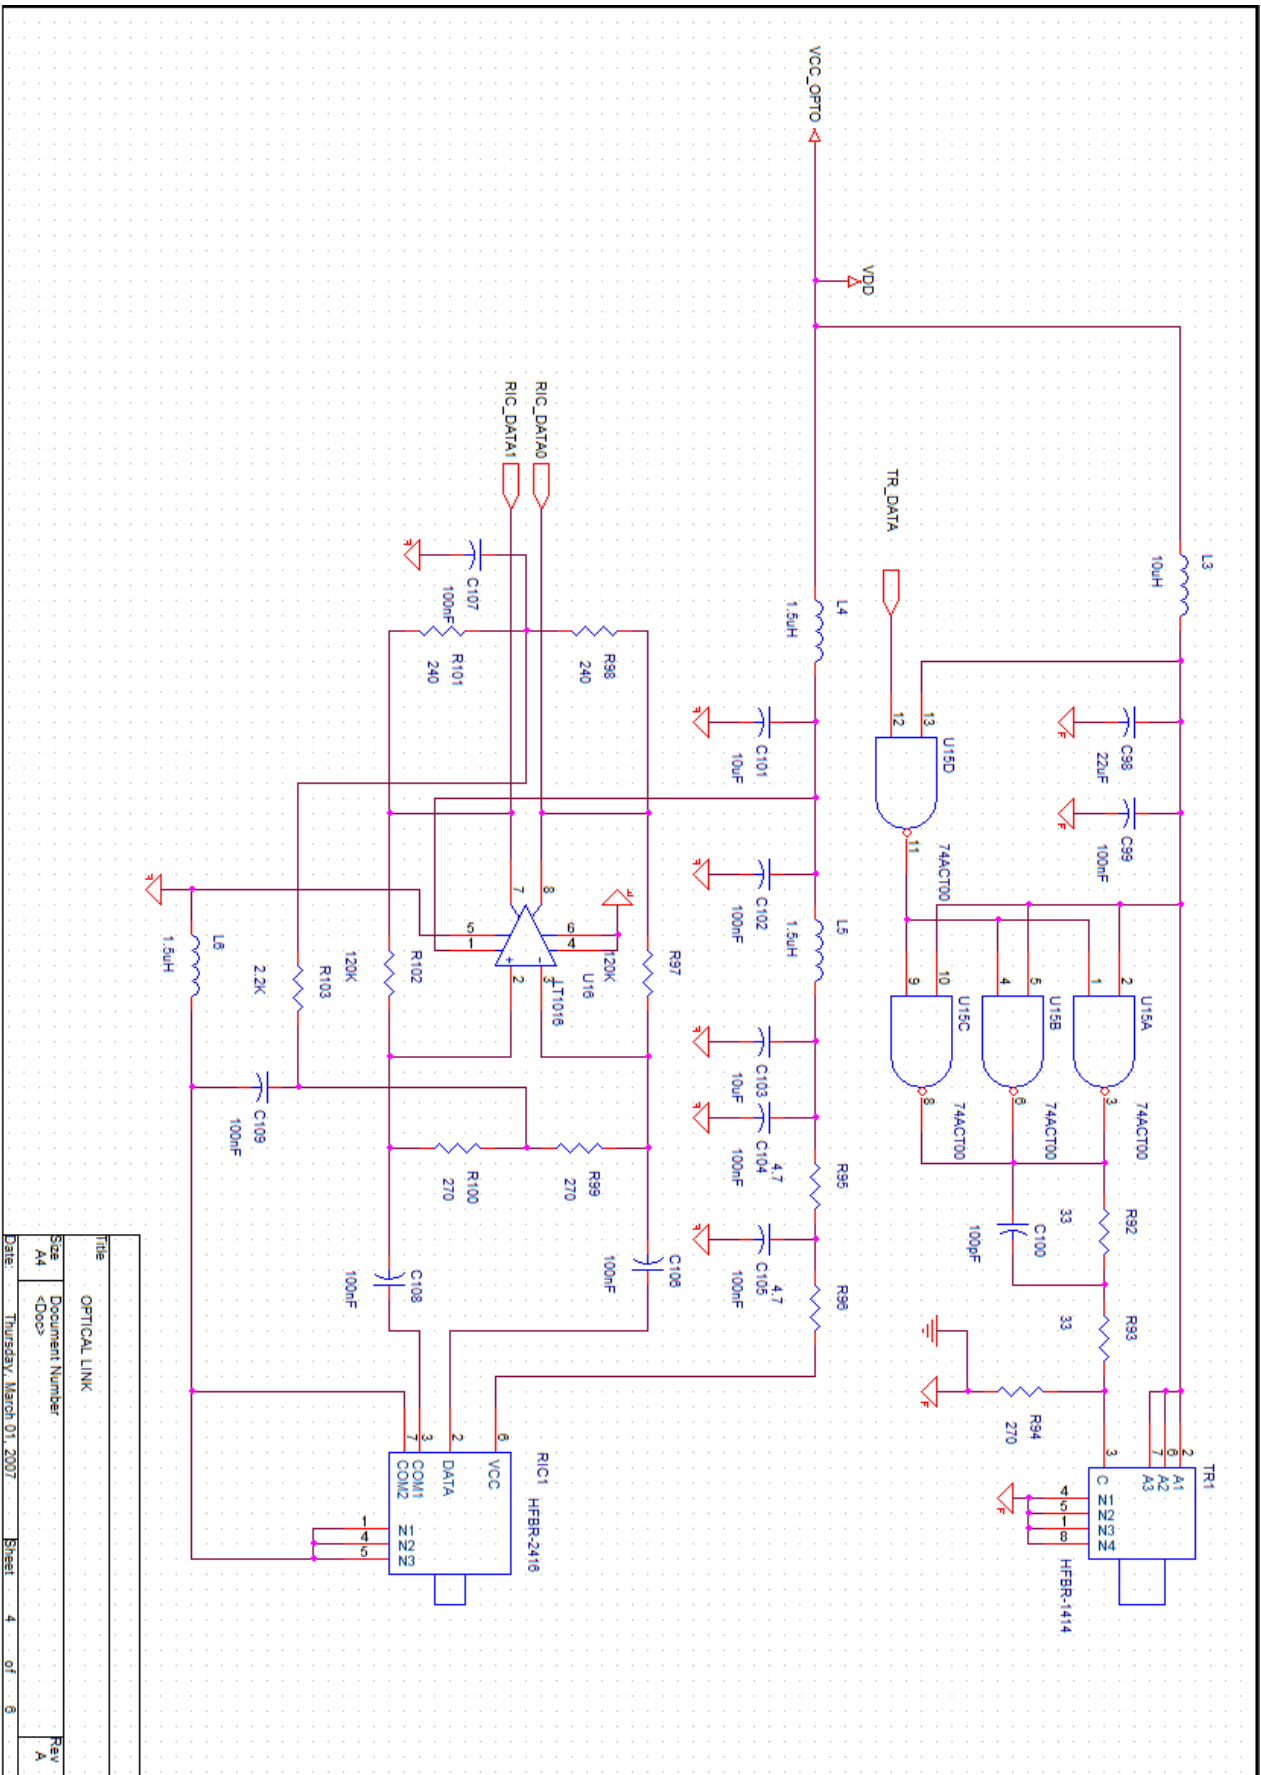 VCC_OPTO
VDD
L3
10uH
C98
22uF
C99
100nF
TR_DATA
12
13
U15D
11
74ACT00
2
1
U15A
3
74ACT00
5
4
U15B
6
74ACT00
10
9
U15C
8
74ACT00
R92
33
C100
100pF
R93
33
R94
270
TR1
2
6
7
3
A1
A2
A3
C
4
5
1
8
N1
N2
N3
N4
HFBR-1414
L4
1.5uH
C101
10uF
C102
100nF
L5
1.5uH
C103
10uF
C104
100nF
R95
4.7
C105
100nF
R96
4.7
RIC_DATA0
RIC_DATA1
C107
100nF
R98
240
R101
240
R97
120K
8
7
6
4
5
1
3
2
-
+
U16
LT1016
R102
120K
R103
2.2K
L6
1.5uH
C109
100nF
R99
270
R100
270
C106
100nF
C108
100nF
RIC1
HFBR-2416
6
2
3
7
VCC
DATA
COM1
COM2
1
4
5
N1
N2
N3
Title
OPTICAL LINK
Size
A4
Document Number
<Doc>
Rev
A
Date:
Thursday, March 01, 2007
Sheet
4
of
6